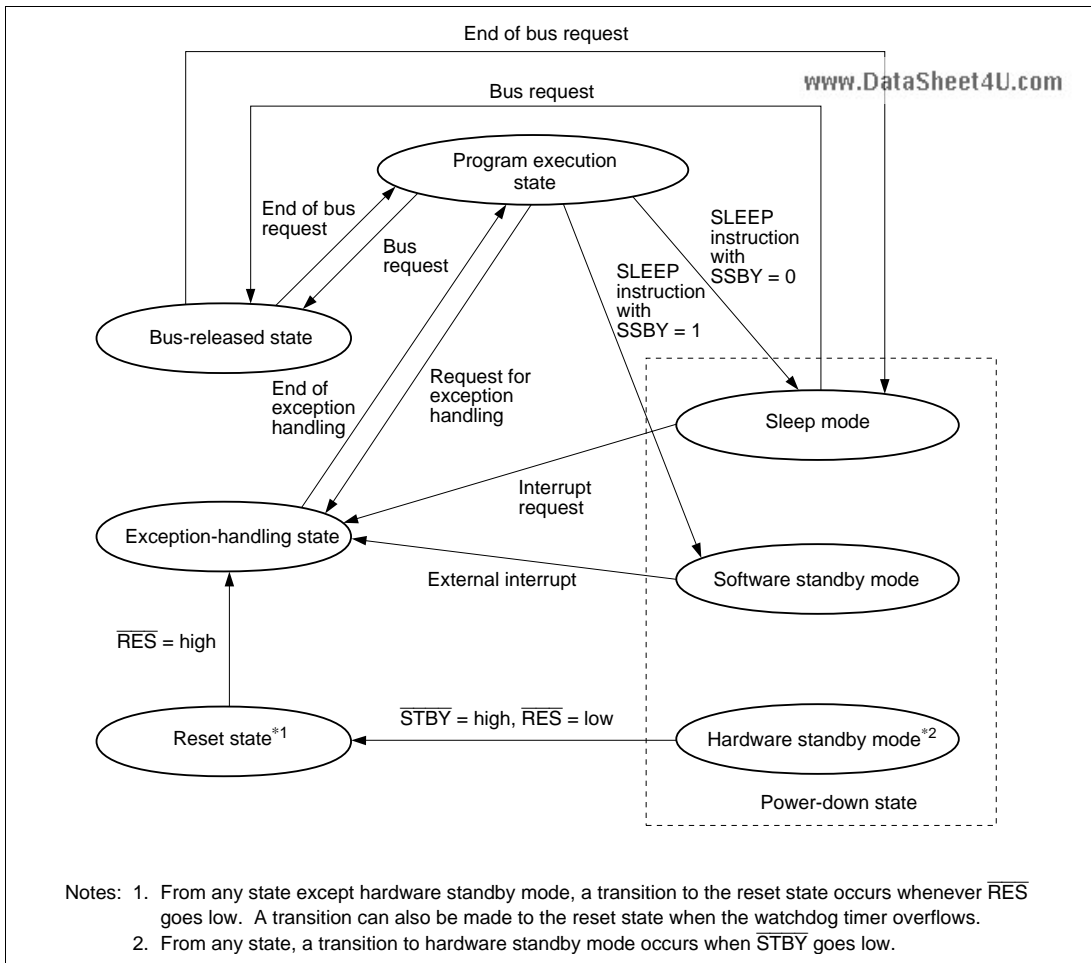 End of bus request
www.DataSheet4U.com
Bus request
Program execution
state
End of bus
request
Bus
request
SLEEP
instruction
with
SSBY = 0
SLEEP
instruction
with
SSBY = 1
Bus-released state
End of
exception
handling
Request for
exception
handling
Sleep mode
Interrupt
request
Exception-handling state
External interrupt
Software standby mode
R̅E̅S̅ = high
S̅T̅B̅Y̅ = high, R̅E̅S̅ = low
Reset state*1
Hardware standby mode*2
Power-down state
Notes: 1. From any state except hardware standby mode, a transition to the reset state occurs whenever R̅E̅S̅
goes low. A transition can also be made to the reset state when the watchdog timer overflows.
2. From any state, a transition to hardware standby mode occurs when S̅T̅B̅Y̅ goes low.